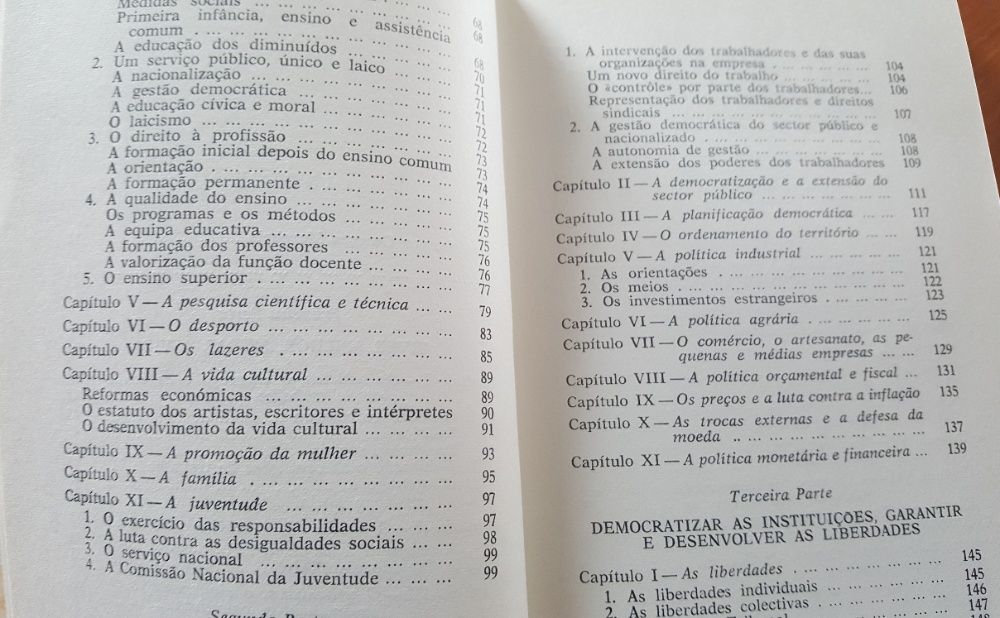 Medidas sociais ... ... ... ... ... ... ... ... 68
Primeira infância, ensino e assistência
comum . ... ... ... ... ... ... ... ... ... 68
A educação dos diminuídos ... ... ... ... 68
2. Um serviço público, único e laico ... ... ... 70
A nacionalização ... ... ... ... ... ... ... 71
A gestão democrática ... ... ... ... ... ... 71
A educação cívica e moral ... ... ... ... ... 71
O laicismo ... ... ... ... ... ... ... ... ... 72
3. O direito à profissão ... ... ... ... ... ... 72
A formação inicial depois do ensino comum 73
A orientação . ... ... ... ... ... ... ... ... 73
A formação permanente . ... ... ... ... ... 74
4. A qualidade do ensino ... ... ... ... ... ... 74
Os programas e os métodos ... ... ... ... 75
A equipa educativa ... ... ... ... ... ... ... 75
A formação dos professores ... ... ... ... 75
A valorização da função docente ... ... ... 76
5. O ensino superior . ... ... ... ... ... ... ... 76
77
Capítulo V — A pesquisa científica e técnica ... ... 79
Capítulo VI — O desporto ... ... ... ... ... ... ... 83
Capítulo VII — Os lazeres . ... ... ... ... ... ... 85
Capítulo VIII — A vida cultural ... ... ... ... ... 89
Reformas económicas ... ... ... ... ... ... ... 89
O estatuto dos artistas, escritores e intérpretes 90
O desenvolvimento da vida cultural ... ... ... 91
Capítulo IX — A promoção da mulher ... ... ... ... 93
Capítulo X — A família . ... ... ... ... ... ... ... 95
Capítulo XI — A juventude ... ... ... ... ... ... 97
1. O exercício das responsabilidades ... ... ... 97
2. A luta contra as desigualdades sociais ... ... 98
3. O serviço nacional ... ... ... ... ... ... ... 99
4. A Comissão Nacional da Juventude ... ... ... 99
Segunda
1. A intervenção dos trabalhadores e das suas
organizações na empresa . ... ... ... ... ... 104
Um novo direito do trabalho ... ... ... ... 104
O «contrôle» por parte dos trabalhadores... 106
Representação dos trabalhadores e direitos
sindicais ... ... ... ... ... ... ... ... ... 107
2. A gestão democrática do sector público e
nacionalizado ... ... ... ... ... ... ... ... 108
A autonomia de gestão ... ... ... ... ... ... 108
A extensão dos poderes dos trabalhadores 109
Capítulo II — A democratização e a extensão do
sector público ... ... ... ... ... ... ... 111
Capítulo III — A planificação democrática ... ... 117
Capítulo IV — O ordenamento do território ... ... 119
Capítulo V — A política industrial ... ... ... ... 121
1. As orientações . ... ... ... ... ... ... ... ... 121
2. Os meios . ... ... ... ... ... ... ... ... ... 122
3. Os investimentos estrangeiros . ... ... ... ... 123
Capítulo VI — A política agrária . ... ... ... ... 125
Capítulo VII — O comércio, o artesanato, as pe-
quenas e médias empresas ... ... 129
Capítulo VIII — A política orçamental e fiscal ... 131
Capítulo IX — Os preços e a luta contra a inflação 135
Capítulo X — As trocas externas e a defesa da
moeda .. ... ... ... ... ... ... ... ... 137
Capítulo XI — A política monetária e financeira ... 139
Terceira Parte
DEMOCRATIZAR AS INSTITUIÇÕES, GARANTIR
E DESENVOLVER AS LIBERDADES
Capítulo I — As liberdades . ... ... ... ... ... ... 145
1. As liberdades individuais ... ... ... ... ... 145
2. As liberdades colectivas . ... ... ... ... ... 146
147